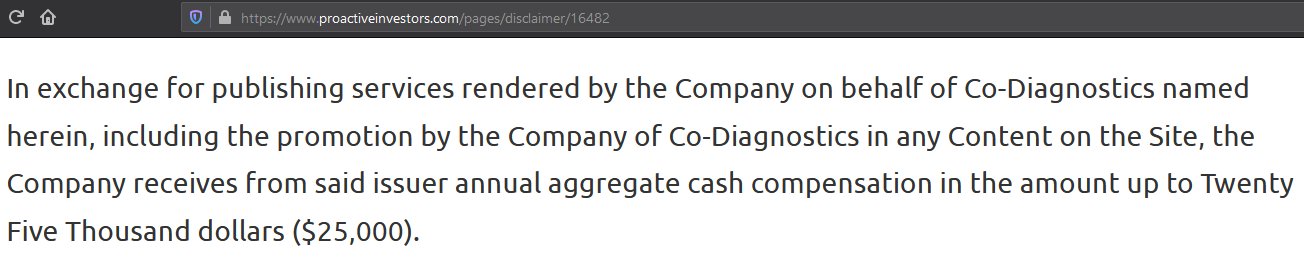 https://www.proactiveinvestors.com/pages/disclaimer/16482
In exchange for publishing services rendered by the Company on behalf of Co-Diagnostics named
herein, including the promotion by the Company of Co-Diagnostics in any Content on the Site, the
Company receives from said issuer annual aggregate cash compensation in the amount up to Twenty
Five Thousand dollars ($25,000).